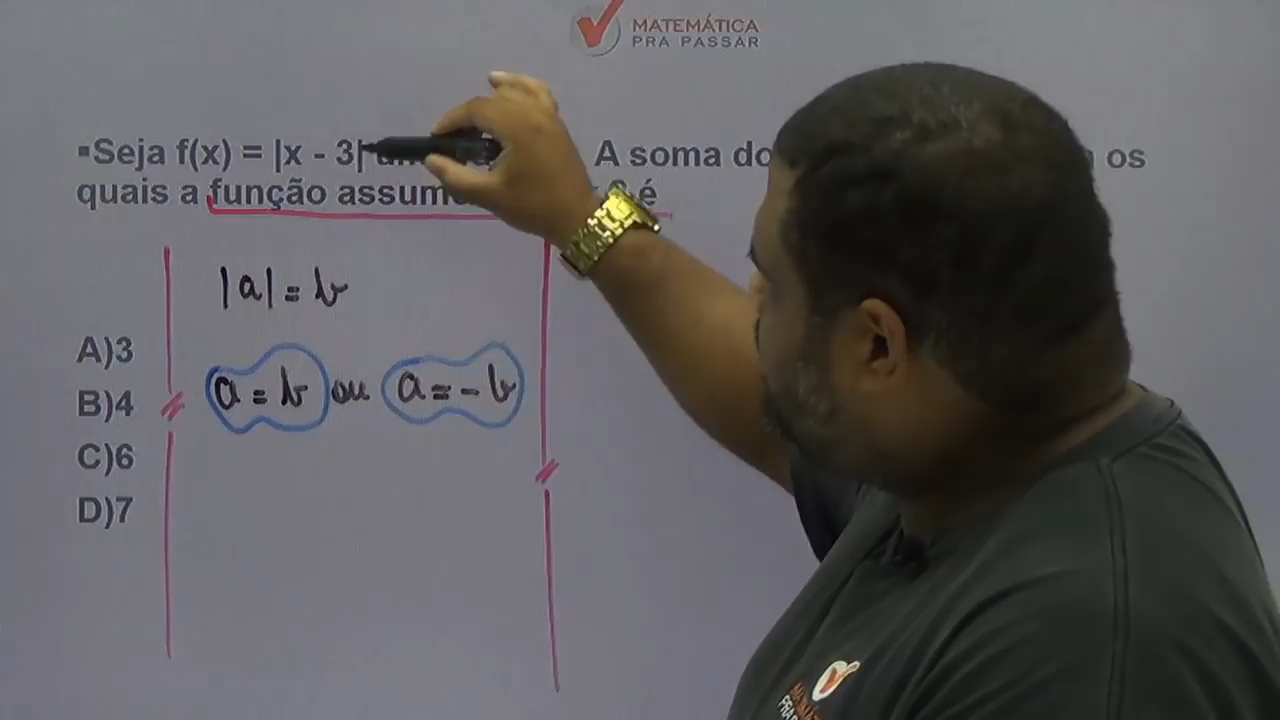 MATEMÁTICA
PRA PASSAR
▪Seja f(x) = |x - 3| A soma do os
quais a função assum é
|a| = b
A)3
a = b ou a = - b
B)4
C)6
D)7